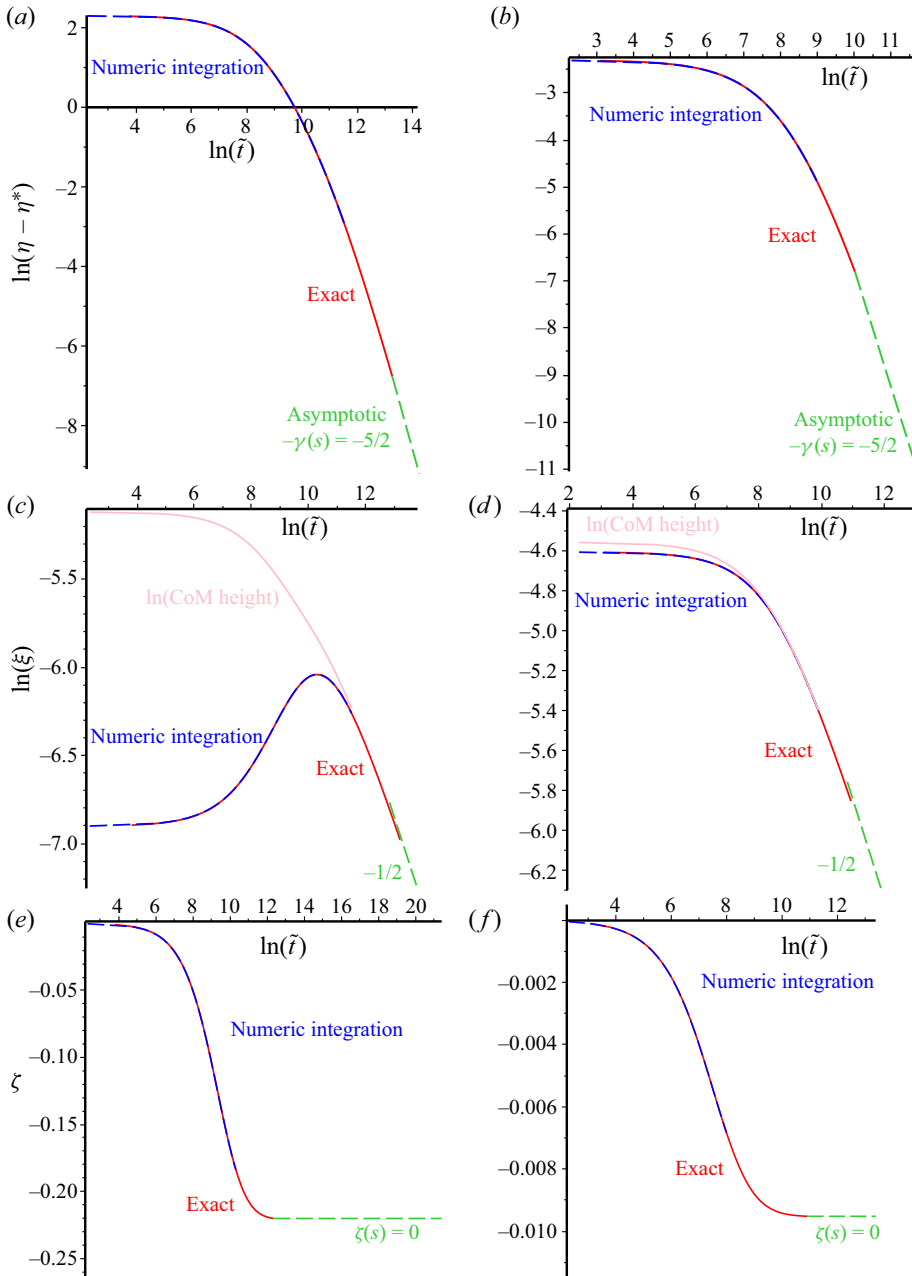 (a)
2
0
2
−4
−6
−8
4
6
8
10
12
14
ln(t̃)
ln(η − η*)
Numeric integration
Exact
Asymptotic
−γ(s) = −5/2
(b)
3
4
5
6
7
8
9
10
11
ln(t̃)
−3
−4
−5
−6
−7
−8
−9
−10
−11
Numeric integration
Exact
Asymptotic
−γ(s) = −5/2
(c)
4
6
8
10
12
ln(t̃)
−5.5
−6.0
−6.5
−7.0
ln(ξ)
ln(CoM height)
Numeric integration
Exact
−1/2
(d)
2
4
6
8
10
12
ln(t̃)
−4.4
−4.6
−4.8
−5.0
−5.2
−5.4
−5.6
−5.8
−6.0
−6.2
ln(CoM height)
Numeric integration
Exact
−1/2
(e)
4
6
8
10
12
14
16
18
20
ln(t̃)
−0.05
−0.10
−0.15
−0.20
−0.25
ζ
Numeric integration
Exact
ζ(s) = 0
(f)
4
6
8
10
12
ln(t̃)
−0.002
−0.004
−0.006
−0.008
−0.010
Numeric integration
Exact
ζ(s) = 0